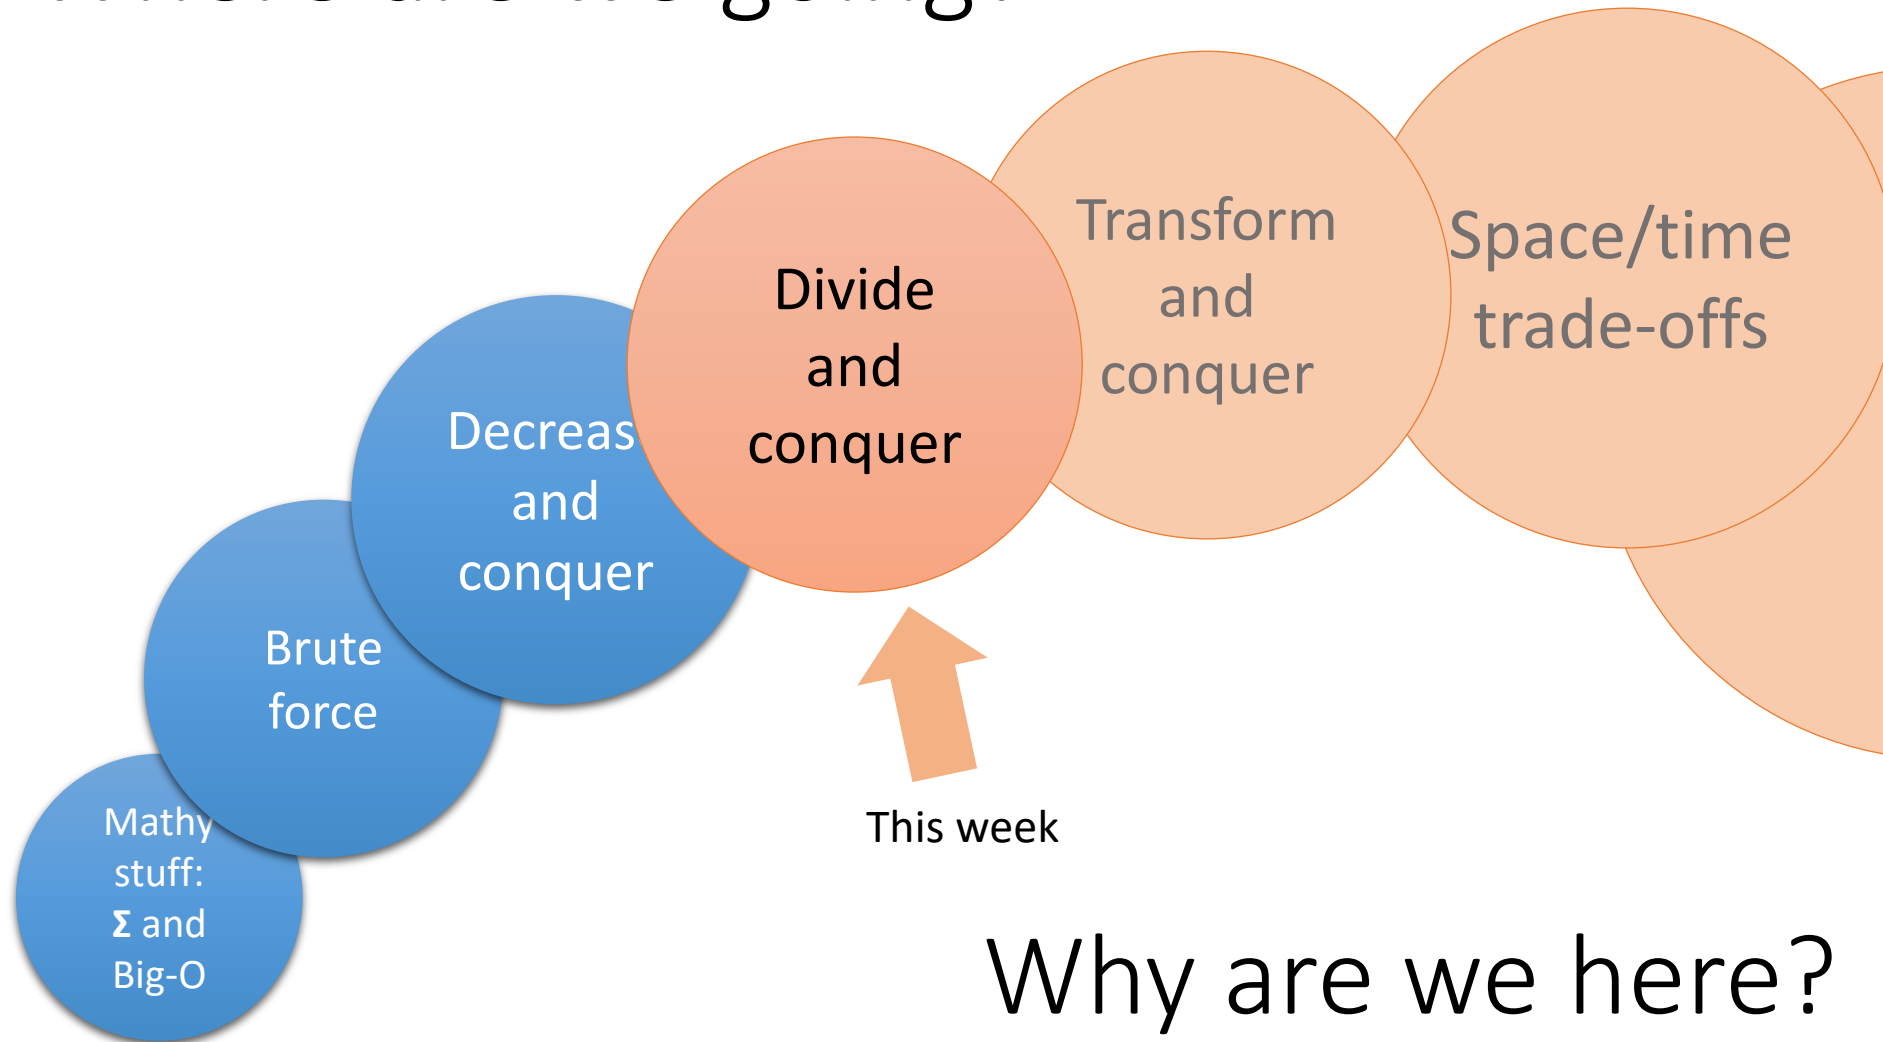 Mathy
stuff:
Σ and
Big-O
Brute
force
Decreas
and
conquer
Divide
and
conquer
Transform
and
conquer
Space/time
trade-offs
This week
Why are we here?